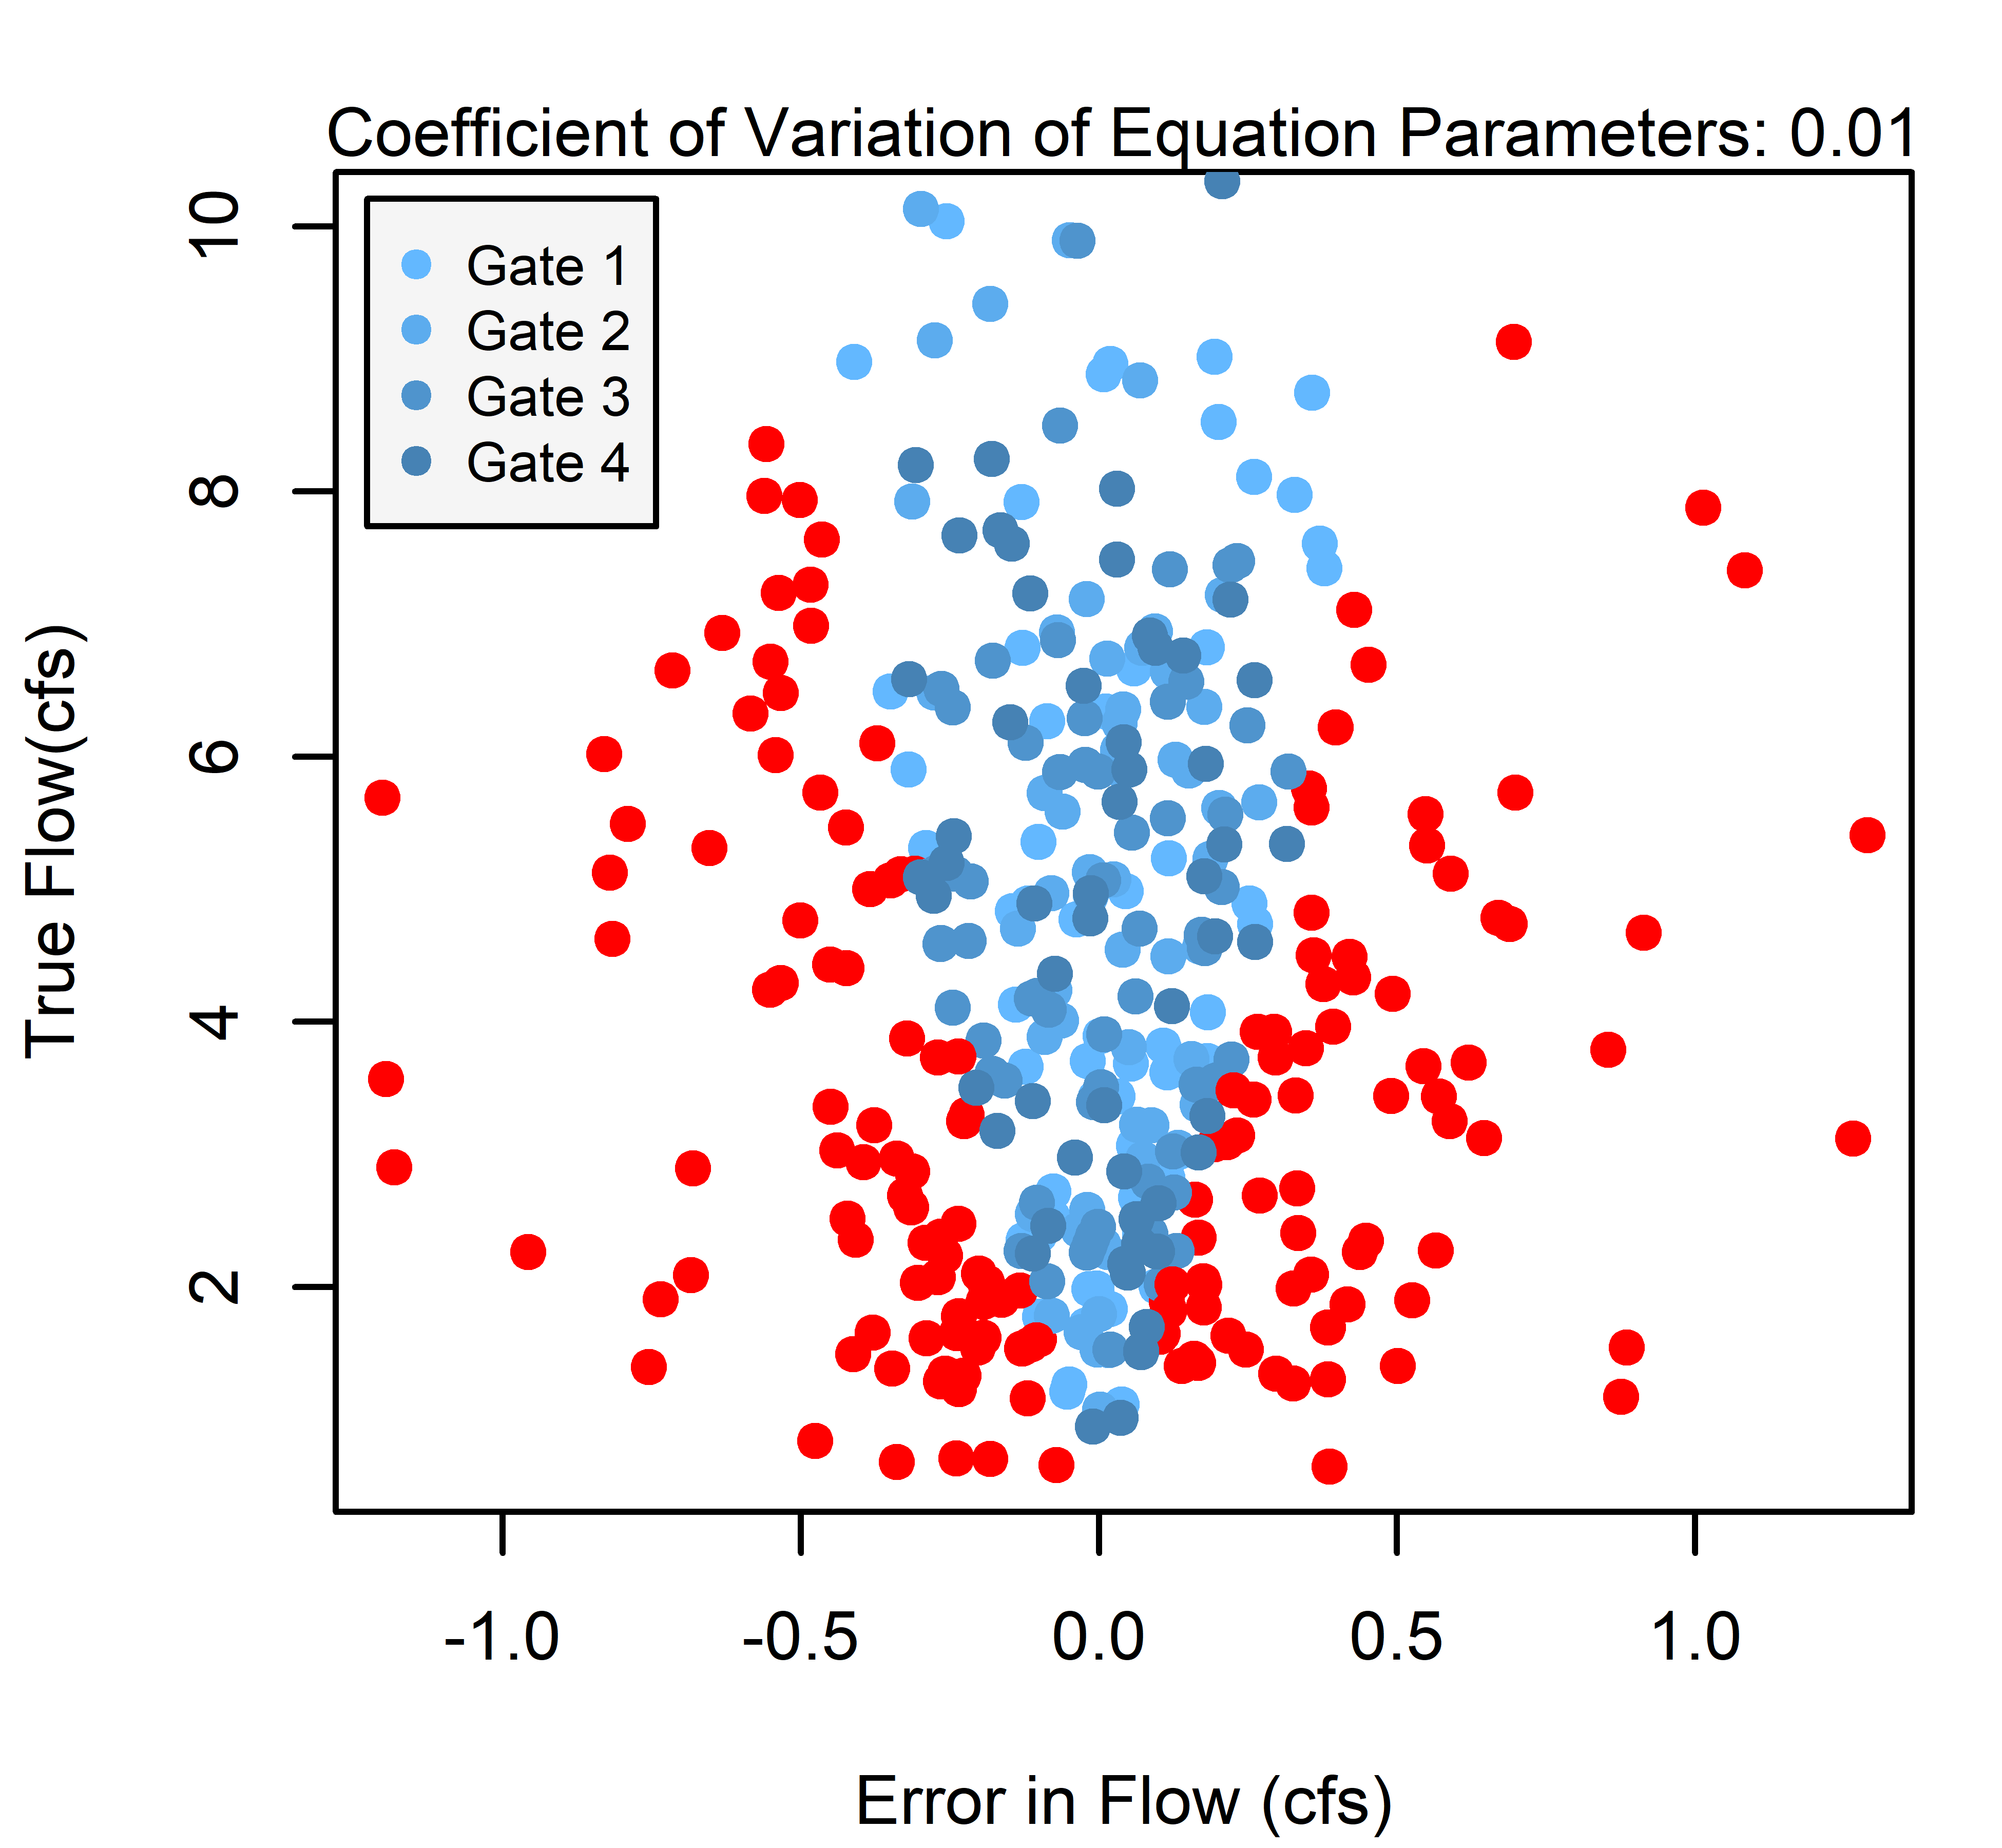 Coefficient of Variation of Equation Parameters: 0.01
Gate 1
Gate 2
Gate 3
Gate 4
True Flow(cfs)
10
8
6
4
2
-1.0 -0.5 0.0 0.5 1.0
Error in Flow (cfs)